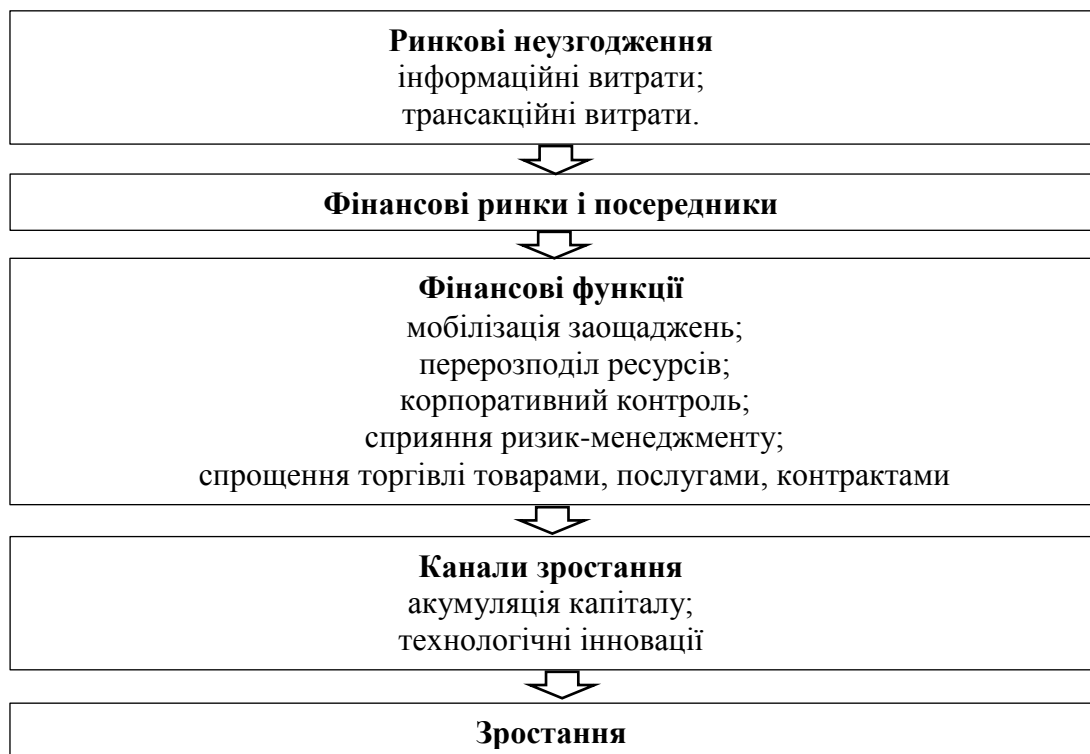 Ринкові неузгодження
інформаційні витрати;
трансакційні витрати.
Фінансові ринки і посередники
Фінансові функції
мобілізація заощаджень;
перерозподіл ресурсів;
корпоративний контроль;
сприяння ризик-менеджменту;
спрощення торгівлі товарами, послугами, контрактами
Канали зростання
акумуляція капіталу;
технологічні інновації
Зростання